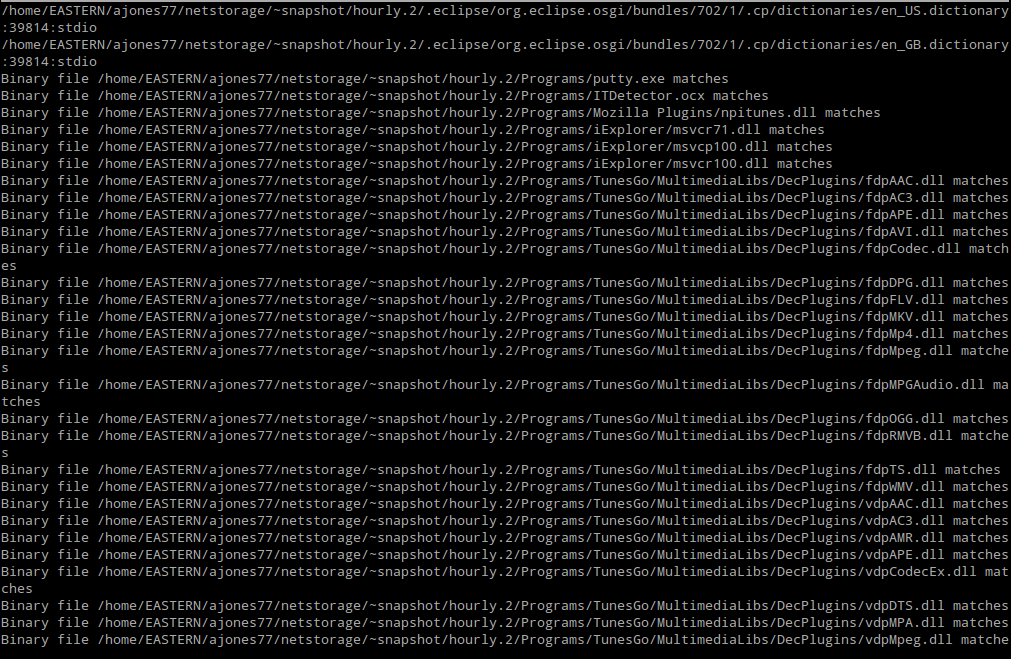 /home/EASTERN/ajones77/netstorage/~snapshot/hourly.2/.eclipse/org.eclipse.osgi/bundles/702/1/.cp/dictionaries/en_US.dictionary
:39814:stdio
/home/EASTERN/ajones77/netstorage/~snapshot/hourly.2/.eclipse/org.eclipse.osgi/bundles/702/1/.cp/dictionaries/en_GB.dictionary
:39814:stdio
Binary file /home/EASTERN/ajones77/netstorage/~snapshot/hourly.2/Programs/putty.exe matches
Binary file /home/EASTERN/ajones77/netstorage/~snapshot/hourly.2/Programs/ITDetector.ocx matches
Binary file /home/EASTERN/ajones77/netstorage/~snapshot/hourly.2/Programs/Mozilla Plugins/npitunes.dll matches
Binary file /home/EASTERN/ajones77/netstorage/~snapshot/hourly.2/Programs/iExplorer/msvcr71.dll matches
Binary file /home/EASTERN/ajones77/netstorage/~snapshot/hourly.2/Programs/iExplorer/msvcp100.dll matches
Binary file /home/EASTERN/ajones77/netstorage/~snapshot/hourly.2/Programs/iExplorer/msvcr100.dll matches
Binary file /home/EASTERN/ajones77/netstorage/~snapshot/hourly.2/Programs/TunesGo/MultimediaLibs/DecPlugins/fdpAAC.dll matches
Binary file /home/EASTERN/ajones77/netstorage/~snapshot/hourly.2/Programs/TunesGo/MultimediaLibs/DecPlugins/fdpAC3.dll matches
Binary file /home/EASTERN/ajones77/netstorage/~snapshot/hourly.2/Programs/TunesGo/MultimediaLibs/DecPlugins/fdpAPE.dll matches
Binary file /home/EASTERN/ajones77/netstorage/~snapshot/hourly.2/Programs/TunesGo/MultimediaLibs/DecPlugins/fdpAVI.dll matches
Binary file /home/EASTERN/ajones77/netstorage/~snapshot/hourly.2/Programs/TunesGo/MultimediaLibs/DecPlugins/fdpCodec.dll match
es
Binary file /home/EASTERN/ajones77/netstorage/~snapshot/hourly.2/Programs/TunesGo/MultimediaLibs/DecPlugins/fdpDPG.dll matches
Binary file /home/EASTERN/ajones77/netstorage/~snapshot/hourly.2/Programs/TunesGo/MultimediaLibs/DecPlugins/fdpFLV.dll matches
Binary file /home/EASTERN/ajones77/netstorage/~snapshot/hourly.2/Programs/TunesGo/MultimediaLibs/DecPlugins/fdpMKV.dll matches
Binary file /home/EASTERN/ajones77/netstorage/~snapshot/hourly.2/Programs/TunesGo/MultimediaLibs/DecPlugins/fdpMp4.dll matches
Binary file /home/EASTERN/ajones77/netstorage/~snapshot/hourly.2/Programs/TunesGo/MultimediaLibs/DecPlugins/fdpMpeg.dll matche
s
Binary file /home/EASTERN/ajones77/netstorage/~snapshot/hourly.2/Programs/TunesGo/MultimediaLibs/DecPlugins/fdpMPGAudio.dll ma
tches
Binary file /home/EASTERN/ajones77/netstorage/~snapshot/hourly.2/Programs/TunesGo/MultimediaLibs/DecPlugins/fdpOGG.dll matches
Binary file /home/EASTERN/ajones77/netstorage/~snapshot/hourly.2/Programs/TunesGo/MultimediaLibs/DecPlugins/fdpRMVB.dll matche
s
Binary file /home/EASTERN/ajones77/netstorage/~snapshot/hourly.2/Programs/TunesGo/MultimediaLibs/DecPlugins/fdpTS.dll matches
Binary file /home/EASTERN/ajones77/netstorage/~snapshot/hourly.2/Programs/TunesGo/MultimediaLibs/DecPlugins/fdpWMV.dll matches
Binary file /home/EASTERN/ajones77/netstorage/~snapshot/hourly.2/Programs/TunesGo/MultimediaLibs/DecPlugins/vdpAAC.dll matches
Binary file /home/EASTERN/ajones77/netstorage/~snapshot/hourly.2/Programs/TunesGo/MultimediaLibs/DecPlugins/vdpAC3.dll matches
Binary file /home/EASTERN/ajones77/netstorage/~snapshot/hourly.2/Programs/TunesGo/MultimediaLibs/DecPlugins/vdpAMR.dll matches
Binary file /home/EASTERN/ajones77/netstorage/~snapshot/hourly.2/Programs/TunesGo/MultimediaLibs/DecPlugins/vdpAPE.dll matches
Binary file /home/EASTERN/ajones77/netstorage/~snapshot/hourly.2/Programs/TunesGo/MultimediaLibs/DecPlugins/vdpCodecEx.dll mat
ches
Binary file /home/EASTERN/ajones77/netstorage/~snapshot/hourly.2/Programs/TunesGo/MultimediaLibs/DecPlugins/vdpDTS.dll matches
Binary file /home/EASTERN/ajones77/netstorage/~snapshot/hourly.2/Programs/TunesGo/MultimediaLibs/DecPlugins/vdpMPA.dll matches
Binary file /home/EASTERN/ajones77/netstorage/~snapshot/hourly.2/Programs/TunesGo/MultimediaLibs/DecPlugins/vdpMpeg.dll matche